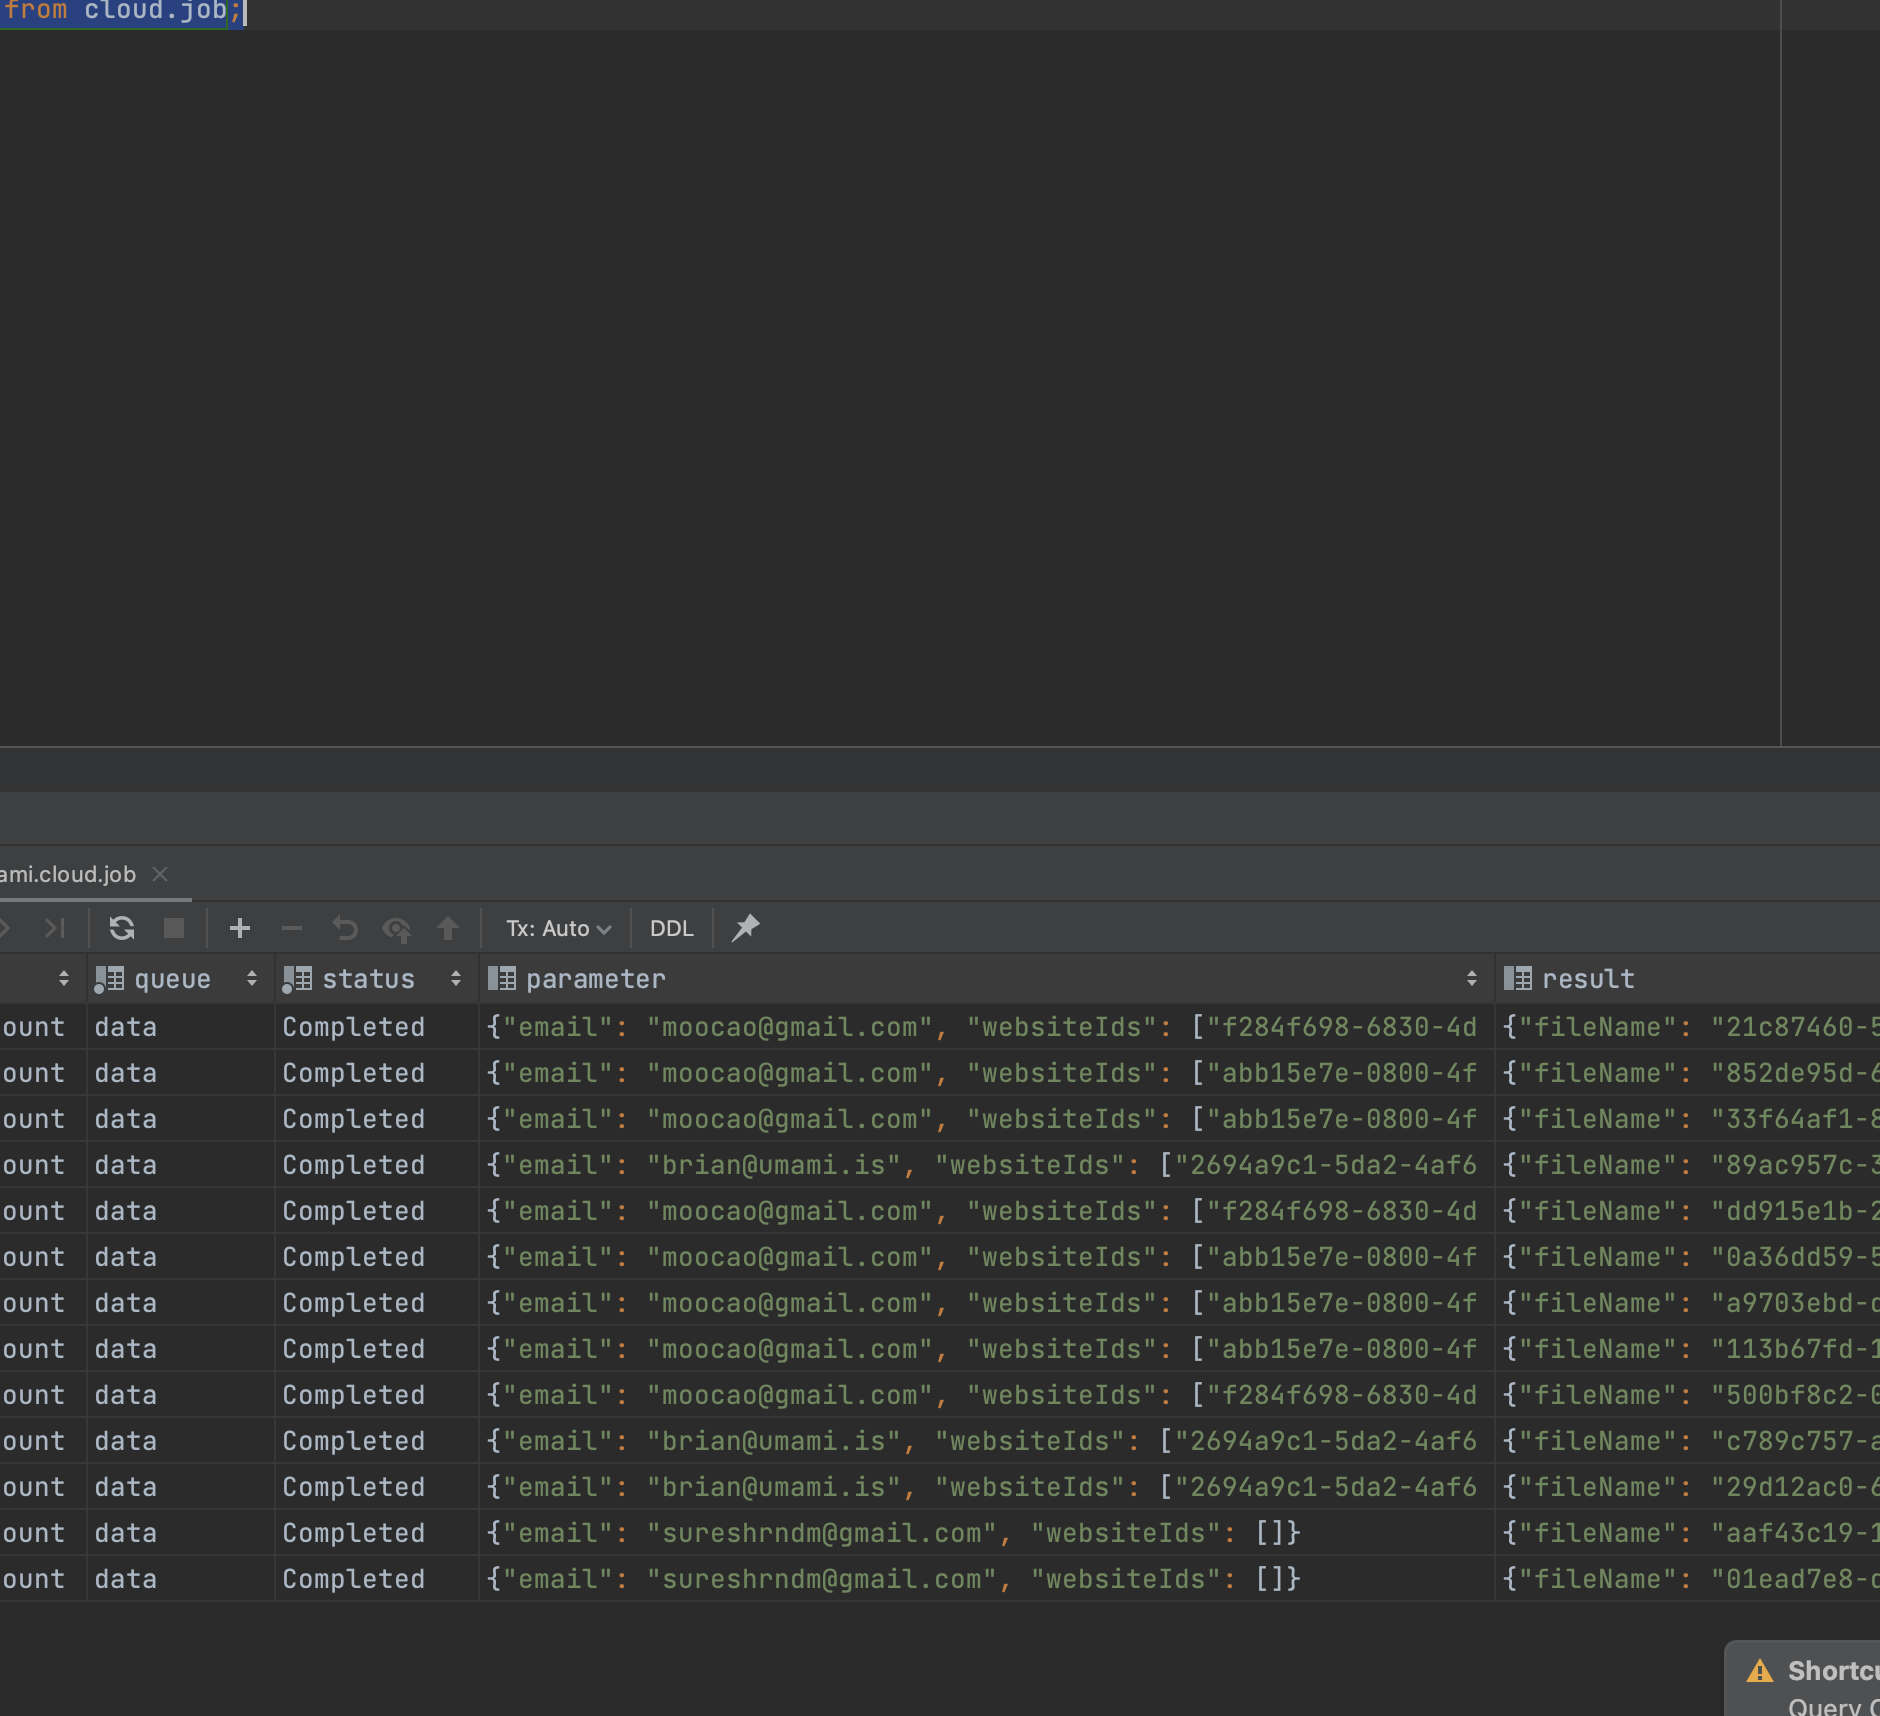 from cloud.job;
ami.cloud.job
Tx: Auto DDL
queue status parameter result
ount data Completed {"email": "moocao@gmail.com", "websiteIds": ["f284f698-6830-4d {"fileName": "21c87460-5
ount data Completed {"email": "moocao@gmail.com", "websiteIds": ["abb15e7e-0800-4f {"fileName": "852de95d-6
ount data Completed {"email": "moocao@gmail.com", "websiteIds": ["abb15e7e-0800-4f {"fileName": "33f64af1-8
ount data Completed {"email": "brian@umami.is", "websiteIds": ["2694a9c1-5da2-4af6 {"fileName": "89ac957c-3
ount data Completed {"email": "moocao@gmail.com", "websiteIds": ["f284f698-6830-4d {"fileName": "dd915e1b-2
ount data Completed {"email": "moocao@gmail.com", "websiteIds": ["abb15e7e-0800-4f {"fileName": "0a36dd59-5
ount data Completed {"email": "moocao@gmail.com", "websiteIds": ["abb15e7e-0800-4f {"fileName": "a9703ebd-c
ount data Completed {"email": "moocao@gmail.com", "websiteIds": ["abb15e7e-0800-4f {"fileName": "113b67fd-1
ount data Completed {"email": "moocao@gmail.com", "websiteIds": ["f284f698-6830-4d {"fileName": "500bf8c2-0
ount data Completed {"email": "brian@umami.is", "websiteIds": ["2694a9c1-5da2-4af6 {"fileName": "c789c757-a
ount data Completed {"email": "brian@umami.is", "websiteIds": ["2694a9c1-5da2-4af6 {"fileName": "29d12ac0-6
ount data Completed {"email": "sureshrndm@gmail.com", "websiteIds": []} {"fileName": "aaf43c19-1
ount data Completed {"email": "sureshrndm@gmail.com", "websiteIds": []} {"fileName": "01ead7e8-c
Shortcu
Query